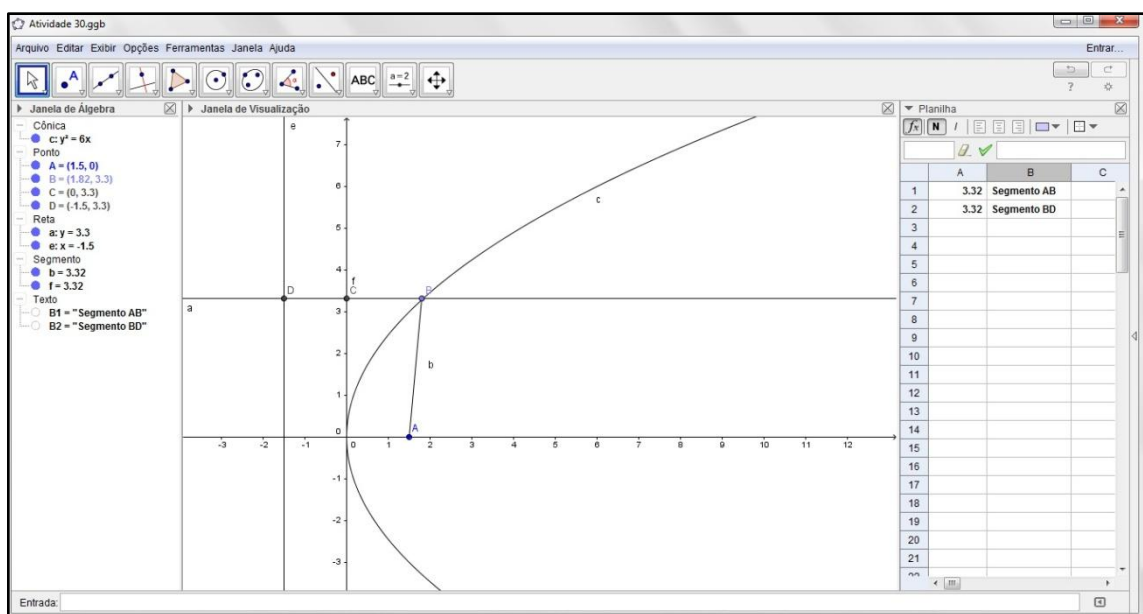 Atividade 30.ggb
Arquivo Editar Exibir Opções Ferramentas Janela Ajuda Entrar...
A ABC a=2 ?
Janela de Álgebra
Cônica
c: y² = 6x
Ponto
A = (1.5, 0)
B = (1.82, 3.3)
C = (0, 3.3)
D = (-1.5, 3.3)
Reta
a: y = 3.3
e: x = -1.5
Segmento
b = 3.32
f = 3.32
Texto
B1 = "Segmento AB"
B2 = "Segmento BD"
Janela de Visualização
e
7
6
c
5
4
f
D C B
a
3
2
b
1
0 A
-3 -2 -1 0 1 2 3 4 5 6 7 8 9 10 11 12
-1
-2
-3
Planilha
fx N I
A B C
1 3.32 Segmento AB
2 3.32 Segmento BD
3
4
5
6
7
8
9
10
11
12
13
14
15
16
17
18
19
20
21
22
Entrada: